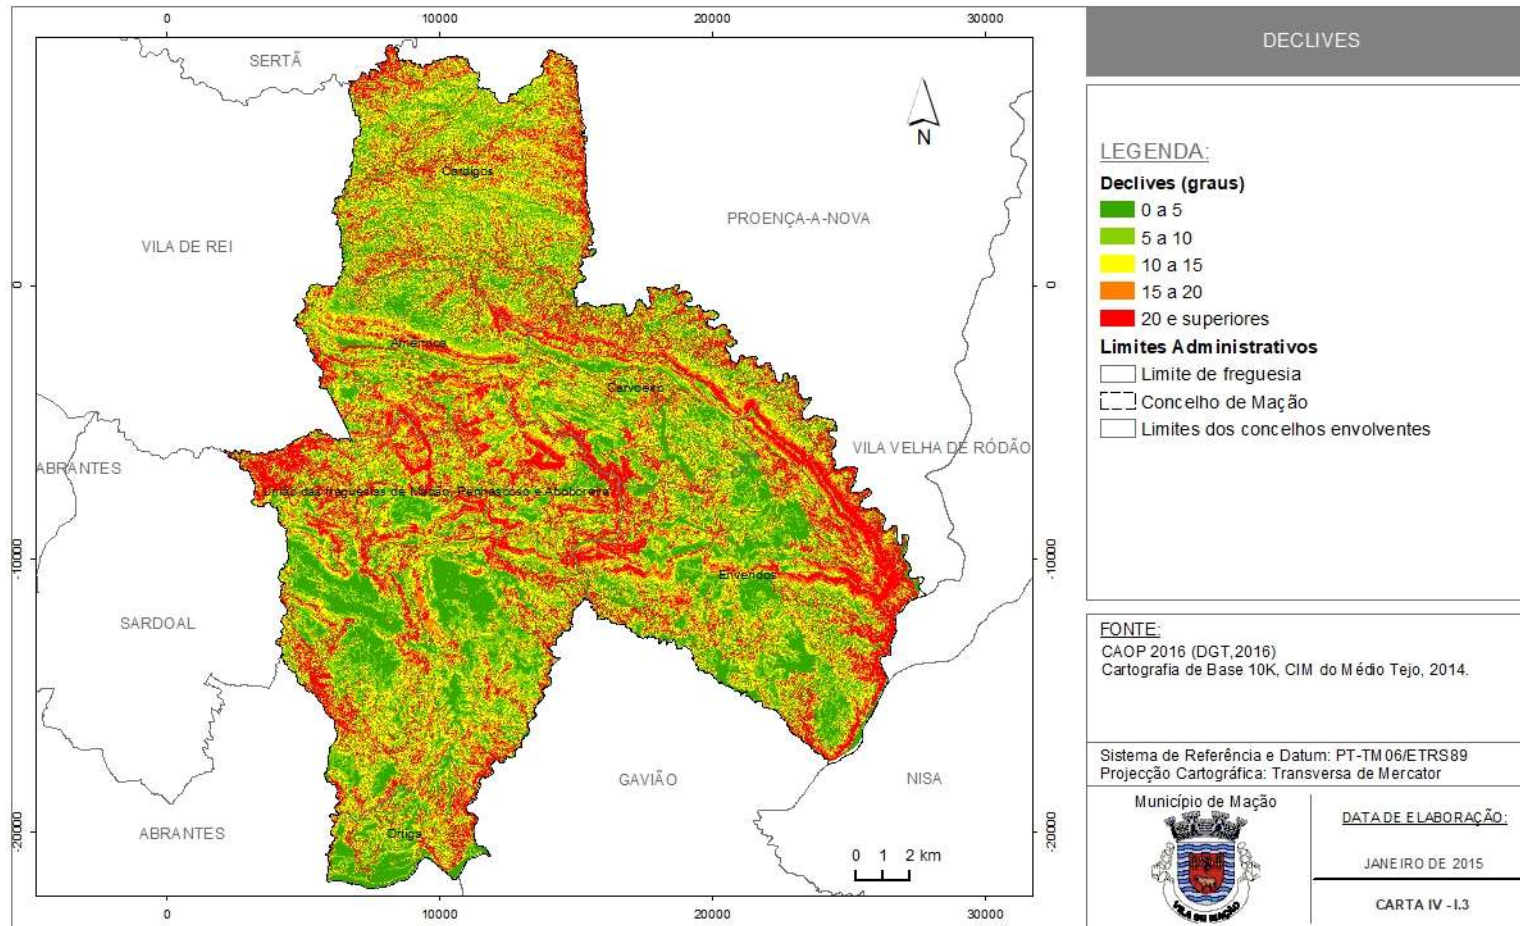 0 10000 20000 30000
DECLIVES
SERTÃ
N
Cardigos
PROENÇA-A-NOVA
VILA DE REI
0 0
Amêndoa
Carvoeiro
VILA VELHA DE RÓDÃO
ABRANTES
União das freguesias de Mação, Penhascoso e Aboboreira
-10000 -10000
Envendos
SARDOAL
GAVIÃO
NISA
ABRANTES
Ortiga
-20000 -20000
0 1 2 km
0 10000 20000 30000
LEGENDA:
Declives (graus)
0 a 5
5 a 10
10 a 15
15 a 20
20 e superiores
Limites Administrativos
Limite de freguesia
Concelho de Mação
Limites dos concelhos envolventes
FONTE:
CAOP 2016 (DGT,2016)
Cartografia de Base 10K, CIM do Médio Tejo, 2014.
Sistema de Referência e Datum: PT-TM06/ETRS89
Projecção Cartográfica: Transversa de Mercator
Município de Mação
VILA DE MAÇÃO
DATA DE ELABORAÇÃO:
JANEIRO DE 2015
CARTA IV - I.3